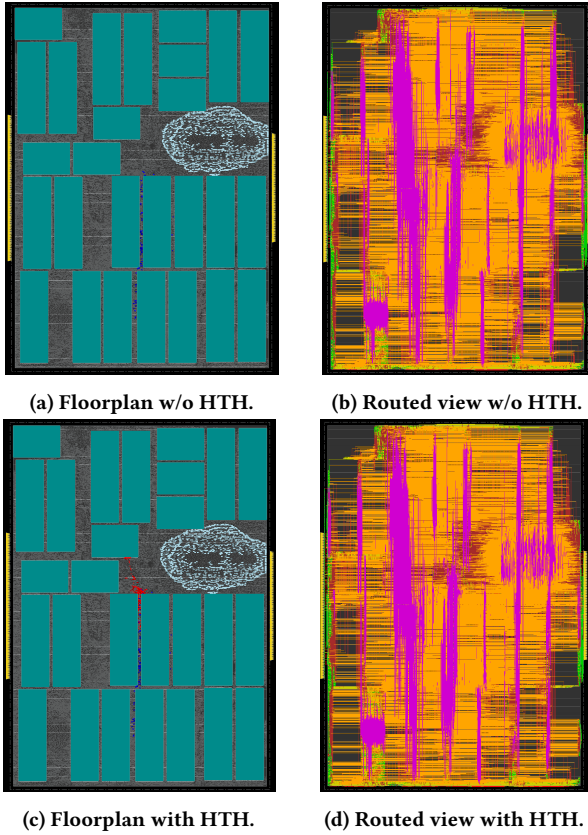 (a) Floorplan w/o HTH.
(b) Routed view w/o HTH.
(c) Floorplan with HTH.
(d) Routed view with HTH.